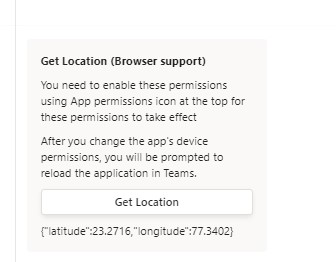 Get Location (Browser support)
You need to enable these permissions
using App permissions icon at the top for
these permissions to take effect
After you change the app's device
permissions, you will be prompted to
reload the application in Teams.
Get Location
{"latitude":23.2716,"longitude":77.3402}